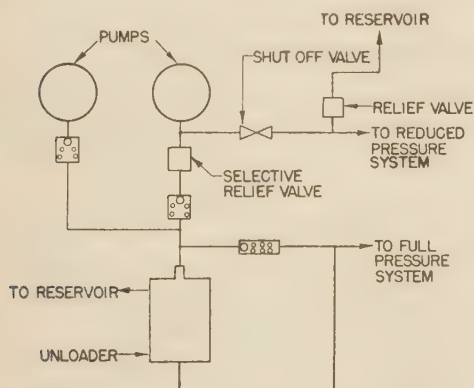 TO RESERVOIR
PUMPS
SHUT OFF VALVE
RELIEF VALVE
TO REDUCED
PRESSURE
SYSTEM
SELECTIVE
RELIEF VALVE
TO FULL
PRESSURE
SYSTEM
TO RESERVOIR
UNLOADER